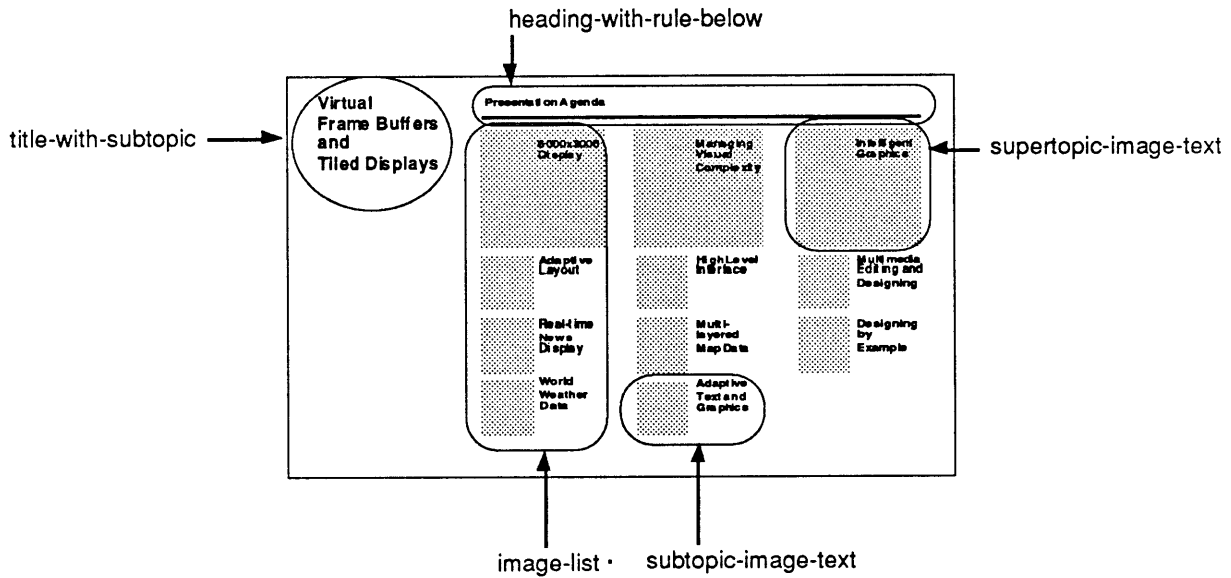 heading-with-rule-below
title-with-subtopic
Virtual
Frame Buffers
and
Tiled Displays
Presentation Agenda
supertopic-image-text
6000x3000
Display
Managing
Visual
Complexity
Intelligent
Graphics
Adaptive
Layout
High Level
Interface
Multimedia
Editing and
Designing
Real-time
News
Display
Multi-
layered
Map Data
Designing
by
Example
World
Weather
Data
Adaptive
Text and
Graphics
image-list
subtopic-image-text